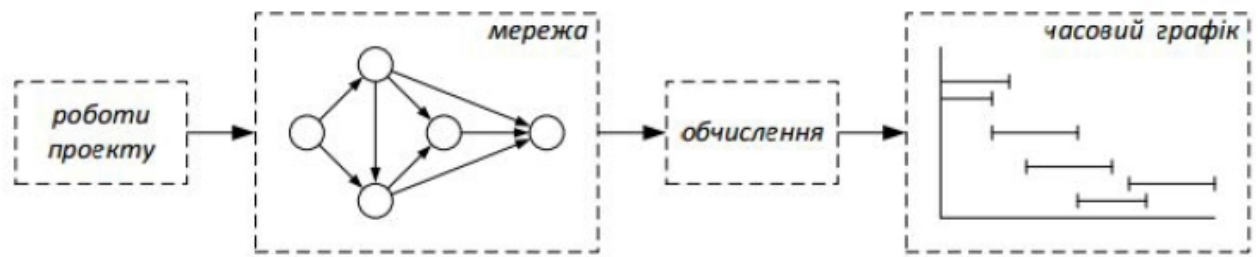 роботи
проекту
мережа
обчислення
часовий графік